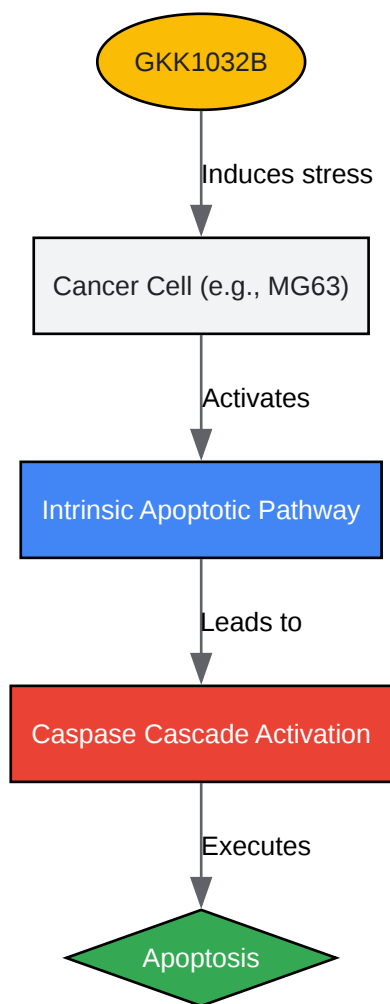 GKK1032B
Induces stress
Cancer Cell (e.g., MG63)
Activates
Intrinsic Apoptotic Pathway
Leads to
Caspase Cascade Activation
Executes
Apoptosis